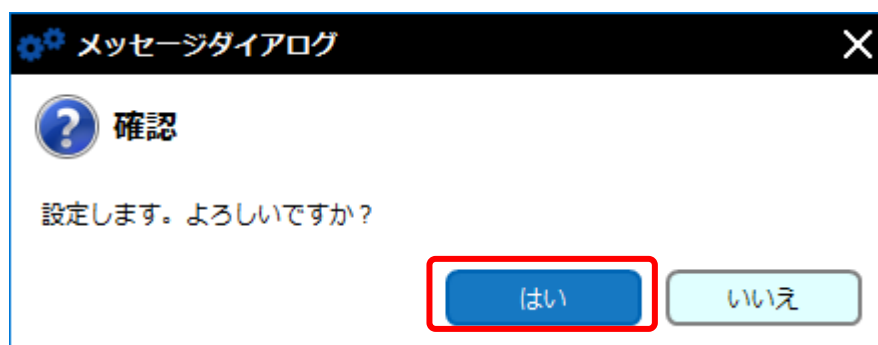 メッセージダイアログ
確認
設定します。よろしいですか？
はい
いいえ